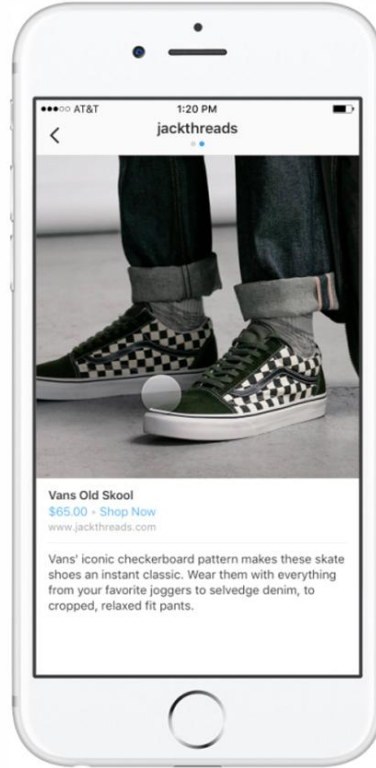 ●●●○○ AT&T 1:20 PM
jackthreads
Vans Old Skool
$65.00 • Shop Now
www.jackthreads.com
Vans' iconic checkerboard pattern makes these skate
shoes an instant classic. Wear them with everything
from your favorite joggers to selvedge denim, to
cropped, relaxed fit pants.